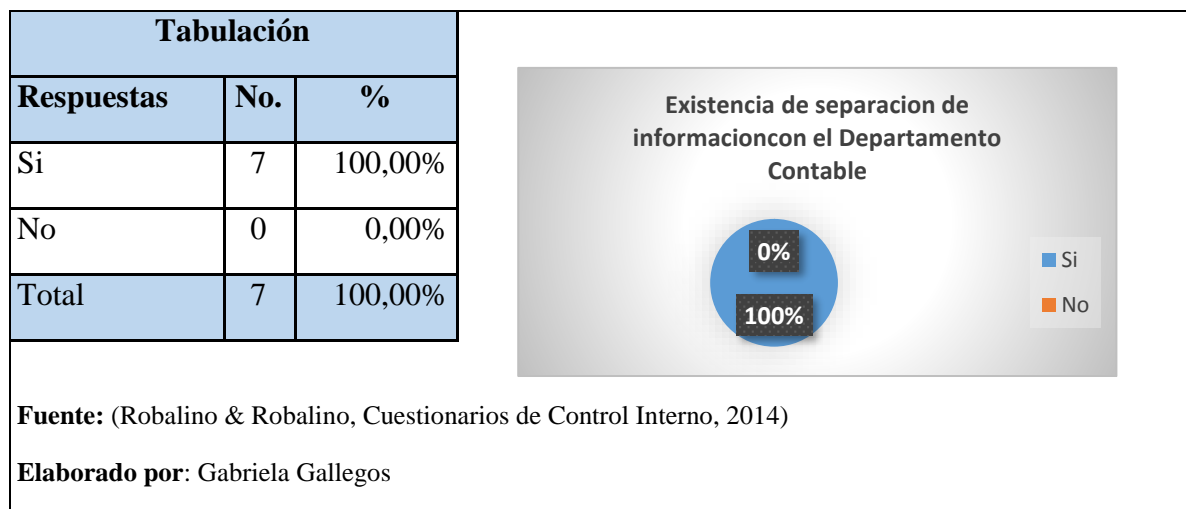 Tabulación
Respuestas No. %
Si 7 100,00%
No 0 0,00%
Total 7 100,00%
Existencia de separacion de
informacioncon el Departamento
Contable
0%
100%
Si
No
Fuente: (Robalino & Robalino, Cuestionarios de Control Interno, 2014)
Elaborado por: Gabriela Gallegos